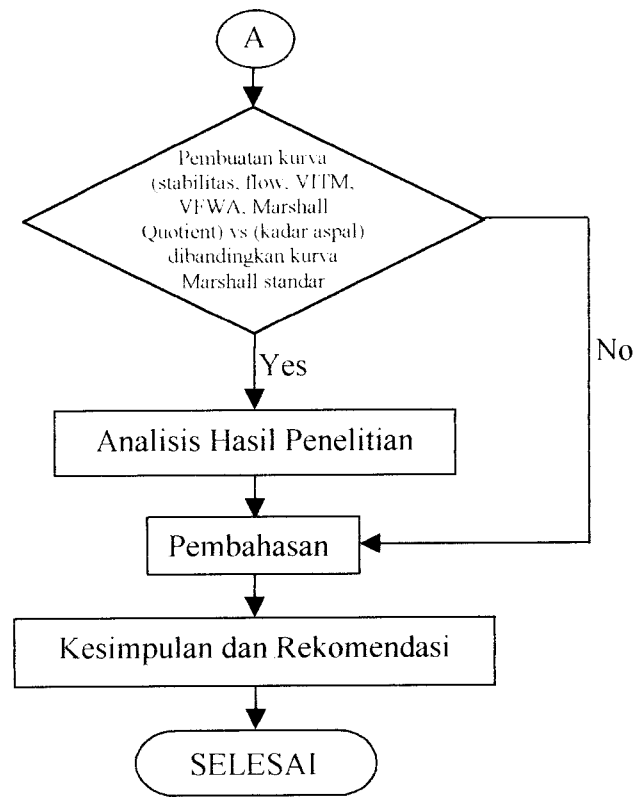 A
Pembuatan kurva
(stabilitas, flow, VITM,
VFWA, Marshall
Quotient) vs (kadar aspal)
dibandingkan kurva
Marshall standar
Yes
No
Analisis Hasil Penelitian
Pembahasan
Kesimpulan dan Rekomendasi
SELESAI